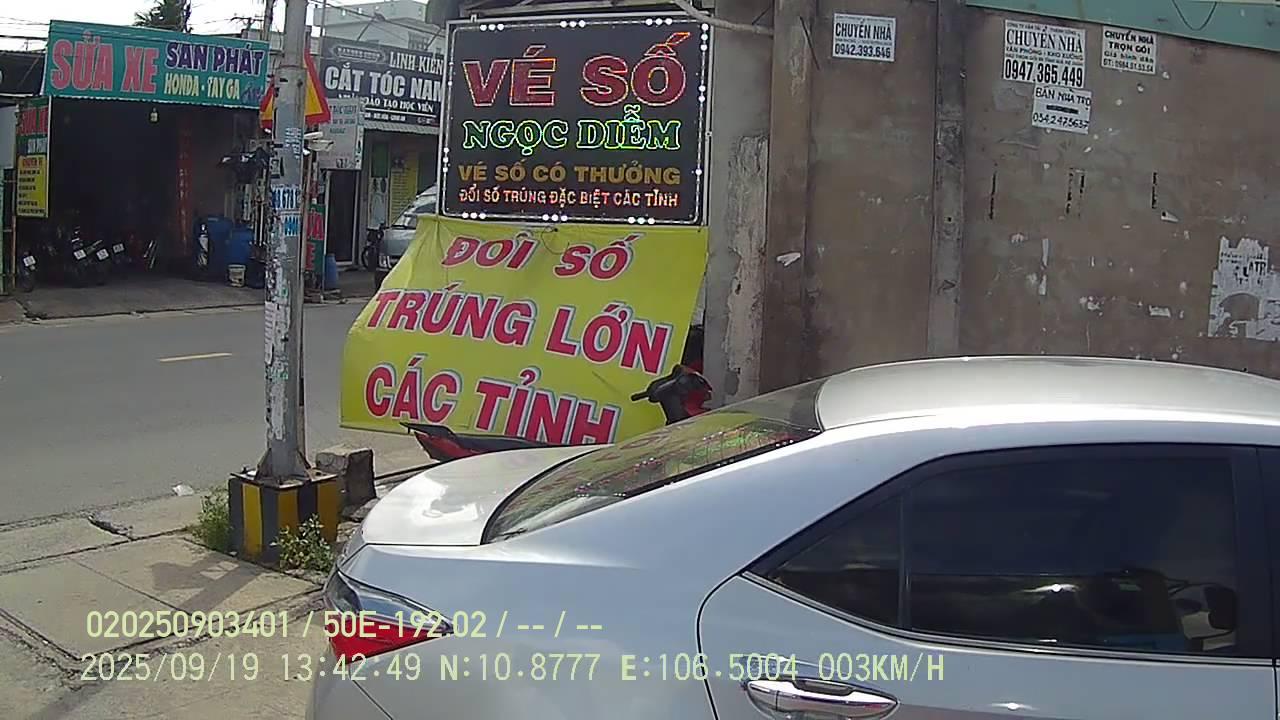 SỬA XE SAN PHÁT
HONDA - TAY GA
LINH KIỆN
CẮT TÓC NAM
ĐÀO TẠO HỌC VIÊN
VÉ SỐ
NGỌC DIỄM
VÉ SỐ CÓ THƯỞNG
ĐỔI SỐ TRÚNG ĐẶC BIỆT CÁC TỈNH
ĐỔI SỐ
TRÚNG LỚN
CÁC TỈNH
CHUYỂN NHÀ
0942.393.646
CHUYỂN NHÀ
0947.365.449
CHUYỂN NHÀ
TRỌN GÓI
BÁN NHÀ TRỌ
020250903401 / 50E-192.02 / -- / --
2025/09/19 13:42:49 N:10.8777 E:106.5004 003KM/H